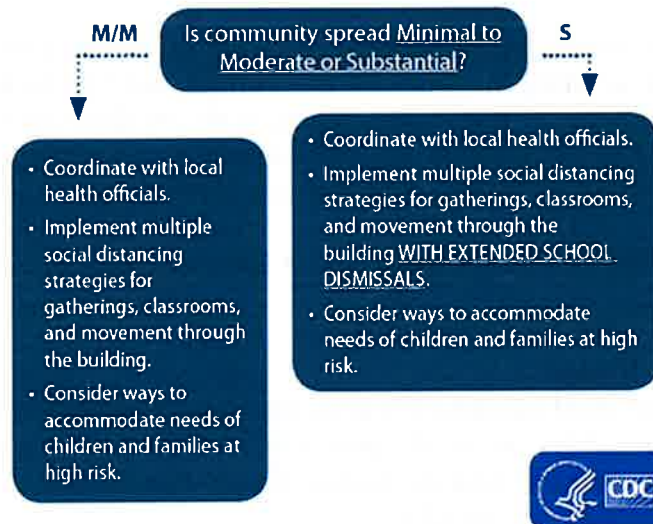 M/M
Is community spread Minimal to
Moderate or Substantial?
S
• Coordinate with local
health officials.
• Implement multiple
social distancing
strategies for
gatherings, classrooms,
and movement through
the building.
• Consider ways to
accommodate needs of
children and families at
high risk.
• Coordinate with local health officials.
• Implement multiple social distancing
strategies for gatherings, classrooms,
and movement through the
building WITH EXTENDED SCHOOL
DISMISSALS.
• Consider ways to accommodate
needs of children and families at high
risk.
CDC